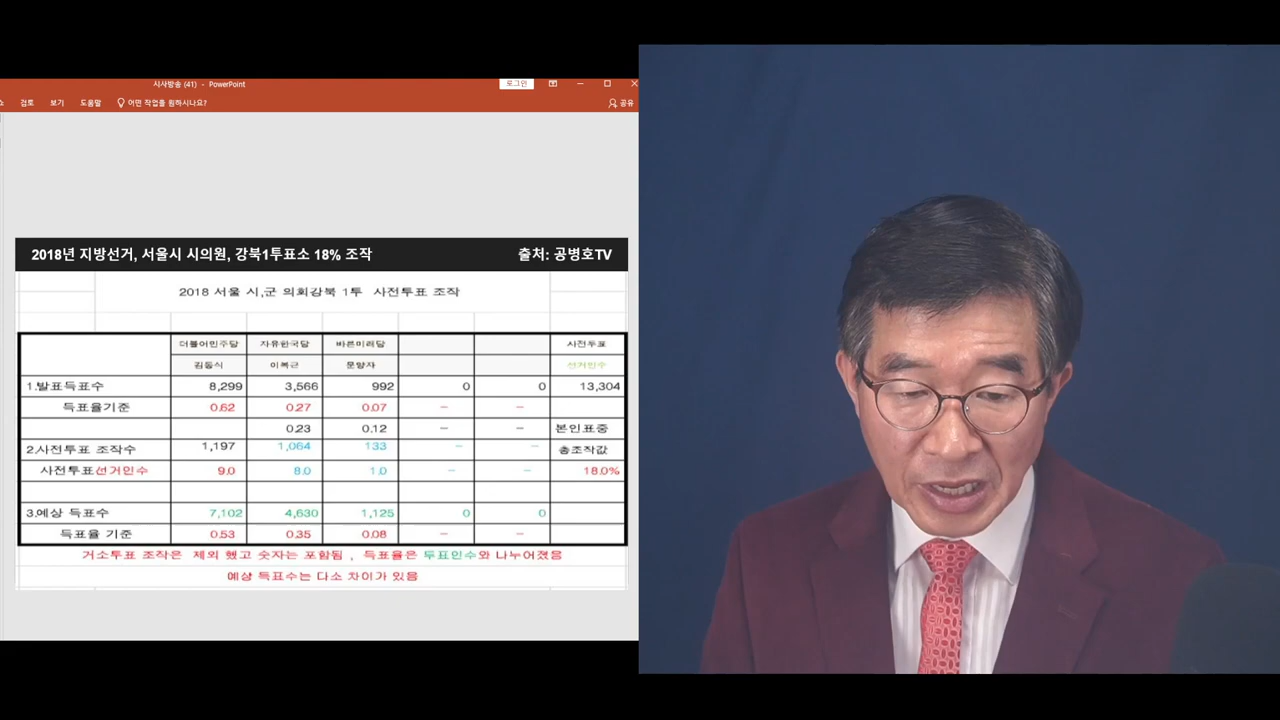 시사방송 (41) - PowerPoint
로그인
검토 보기 도움말 어떤 작업을 원하시나요? 공유
2018년 지방선거, 서울시 시의원, 강북1투표소 18% 조작 출처: 공병호TV
2018 서울 시,군 의회강북 1투 사전투표 조작
더불어민주당 자유한국당 바른미래당 사전투표
김동식 이복근 문양자 선거인수
1.발표득표수 8,299 3,566 992 0 0 13,304
득표율기준 0.62 0.27 0.07 – –
0.23 0.12 – – 본인표중
2.사전투표 조작수 1,197 1,064 133 – – 총조작값
사전투표선거인수 9.0 8.0 1.0 – – 18.0%
3.예상 득표수 7,102 4,630 1,125 0 0
득표율 기준 0.53 0.35 0.08 – –
거소투표 조작은 제외 했고 숫자는 포함됨 , 득표율은 투표인수와 나누어졌음
예상 득표수는 다소 차이가 있음